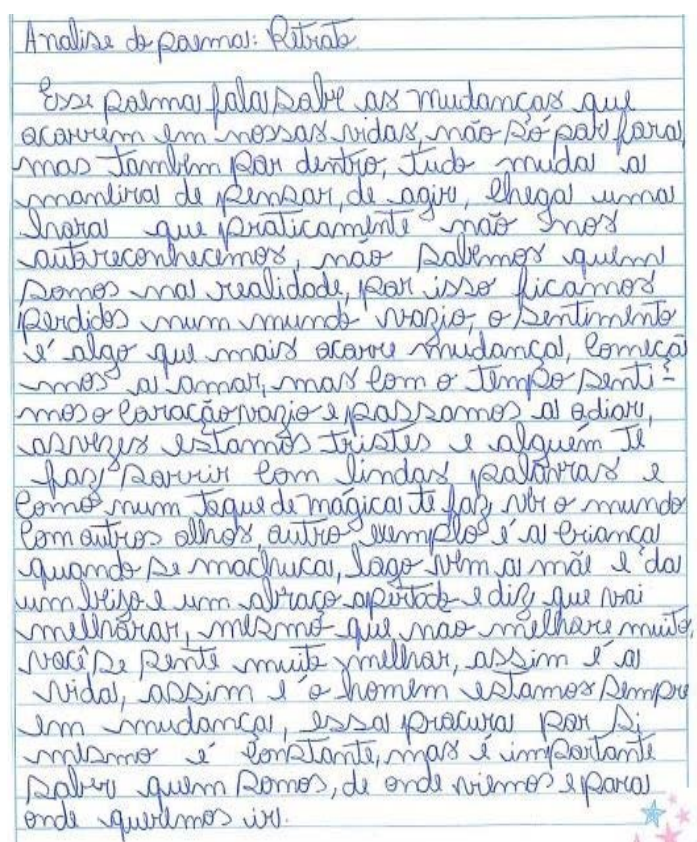 Analise do poema: Retrato.
Esse poema fala sobre as mudanças que
ocorrem em nossas vidas, não só por fora,
mas também por dentro, tudo muda a
maneira de pensar, de agir, chega uma
hora que praticamente não nos
autoreconhecemos, não sabemos quem
somos na realidade, por isso ficamos
perdidos num mundo vazio, o sentimento
é algo que mais ocorre mudança, começa
mos a amar, mas com o tempo senti-
mos o coração vazio e passamos a odiar,
as vezes estamos tristes e alguém te
faz sorrir com lindas palavras e
como num toque de mágica te faz ver o mundo
com outros olhos, outro exemplo é a criança
quando se machuca, logo vem a mãe e da
um beijo e um abraço apertado e diz que vai
melhorar, mesmo que nao melhore muito,
você se sente muito melhor, assim é a
vida, assim é o homem estamos sempre
em mudança, essa procura por si
mesmo é constante, mas é importante
saber quem somos, de onde viemos e para
onde queremos ir.